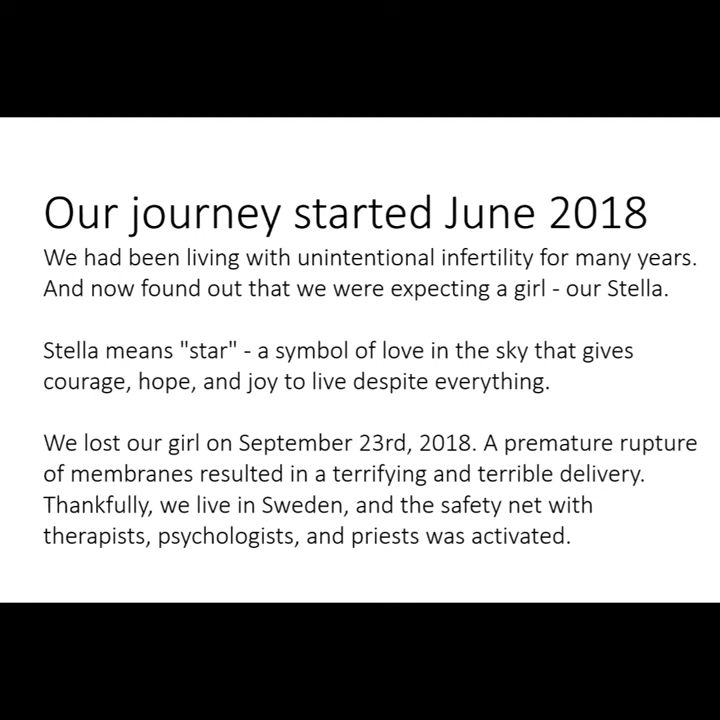 Our journey started June 2018
We had been living with unintentional infertility for many years.
And now found out that we were expecting a girl - our Stella.
Stella means "star" - a symbol of love in the sky that gives
courage, hope, and joy to live despite everything.
We lost our girl on September 23rd, 2018. A premature rupture
of membranes resulted in a terrifying and terrible delivery.
Thankfully, we live in Sweden, and the safety net with
therapists, psychologists, and priests was activated.